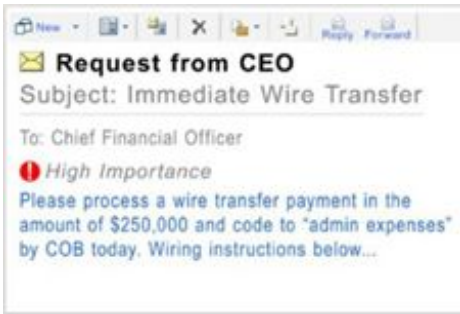 New
Reply Forward
Request from CEO
Subject: Immediate Wire Transfer
To: Chief Financial Officer
High Importance
Please process a wire transfer payment in the
amount of $250,000 and code to “admin expenses”
by COB today. Wiring instructions below...